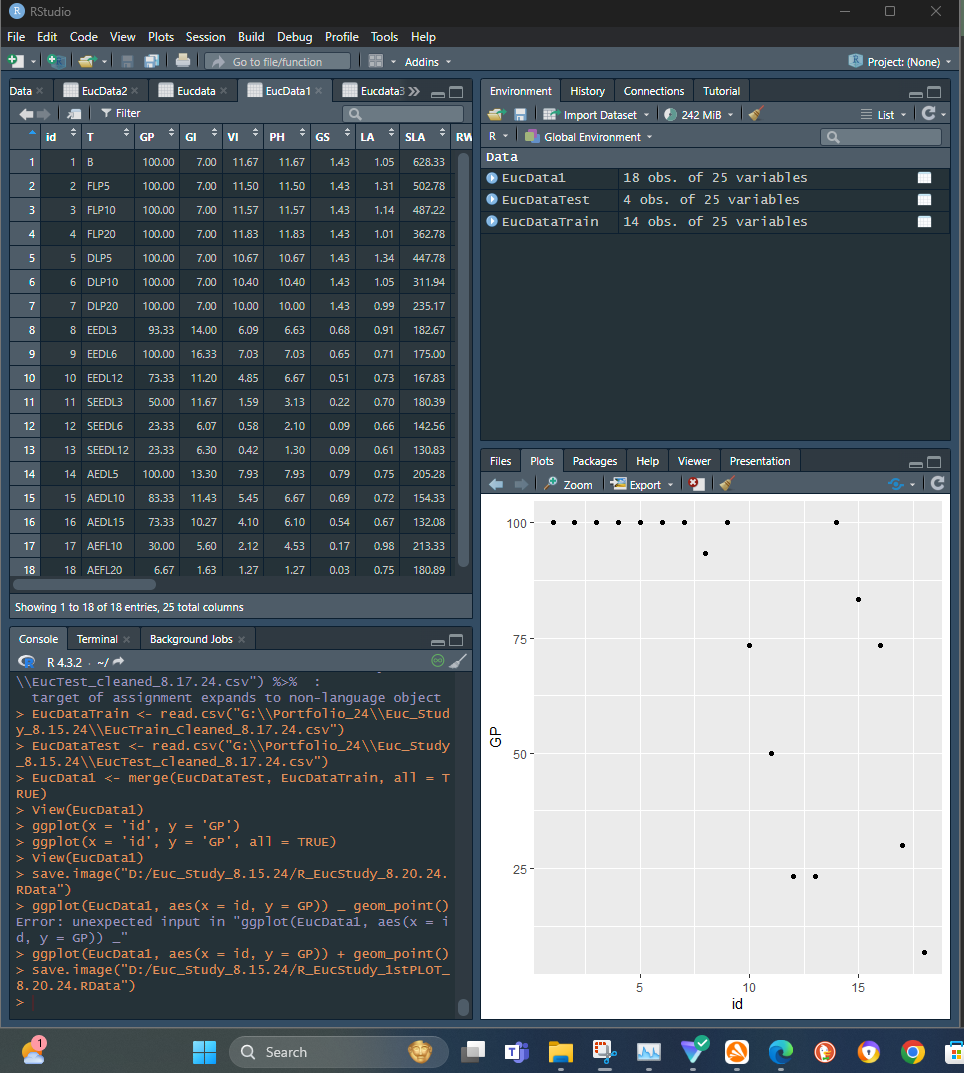 RStudio
File Edit Code View Plots Session Build Debug Profile Tools Help
Go to file/function Addins Project: (None)
Data EucData2 Eucdata EucData1 Eucdata3
Filter
id T GP GI VI PH GS LA SLA RW
1 1 B 100.00 7.00 11.67 11.67 1.43 1.05 628.33
2 2 FLP5 100.00 7.00 11.50 11.50 1.43 1.31 502.78
3 3 FLP10 100.00 7.00 11.57 11.57 1.43 1.14 487.22
4 4 FLP20 100.00 7.00 11.83 11.83 1.43 1.01 362.78
5 5 DLP5 100.00 7.00 10.67 10.67 1.43 1.34 447.78
6 6 DLP10 100.00 7.00 10.40 10.40 1.43 1.05 311.94
7 7 DLP20 100.00 7.00 10.00 10.00 1.43 0.99 235.17
8 8 EEDL3 93.33 14.00 6.09 6.63 0.68 0.91 182.67
9 9 EEDL6 100.00 16.33 7.03 7.03 0.65 0.71 175.00
10 10 EEDL12 73.33 11.20 4.85 6.67 0.51 0.73 167.83
11 11 SEEDL3 50.00 11.67 1.59 3.13 0.22 0.70 180.39
12 12 SEEDL6 23.33 6.07 0.58 2.10 0.09 0.66 142.56
13 13 SEEDL12 23.33 6.30 0.42 1.30 0.09 0.61 130.83
14 14 AEDL5 100.00 13.30 7.93 7.93 0.79 0.75 205.28
15 15 AEDL10 83.33 11.43 5.45 6.67 0.69 0.72 154.33
16 16 AEDL15 73.33 10.27 4.10 6.10 0.54 0.67 132.08
17 17 AEFL10 30.00 5.60 2.12 4.53 0.17 0.98 213.33
18 18 AEFL20 6.67 1.63 1.27 1.27 0.03 0.75 180.89
Showing 1 to 18 of 18 entries, 25 total columns
Console Terminal Background Jobs
R 4.3.2 · ~/
\\EucTest_cleaned_8.17.24.csv") %>%  :
target of assignment expands to non-language object
> EucDataTrain <- read.csv("G:\\Portfolio_24\\Euc_Stud
y_8.15.24\\EucTrain_Cleaned_8.17.24.csv")
> EucDataTest <- read.csv("G:\\Portfolio_24\\Euc_Study
_8.15.24\\EucTest_cleaned_8.17.24.csv")
> EucData1 <- merge(EucDataTest, EucDataTrain, all = T
RUE)
> View(EucData1)
> ggplot(x = 'id', y = 'GP')
> ggplot(x = 'id', y = 'GP', all = TRUE)
> View(EucData1)
> save.image("D:/Euc_Study_8.15.24/R_EucStudy_8.20.24.
RData")
> ggplot(EucData1, aes(x = id, y = GP)) _ geom_point()
Error: unexpected input in "ggplot(EucData1, aes(x = i
d, y = GP)) _"
> ggplot(EucData1, aes(x = id, y = GP)) + geom_point()
> save.image("D:/Euc_Study_8.15.24/R_EucStudy_1stPLOT_
8.20.24.RData")
>
Environment History Connections Tutorial
Import Dataset 242 MiB List
R Global Environment
Data
EucData1 18 obs. of 25 variables
EucDataTest 4 obs. of 25 variables
EucDataTrain 14 obs. of 25 variables
Files Plots Packages Help Viewer Presentation
Zoom Export
100
75
50
25
GP
5 10 15
id
1
Search